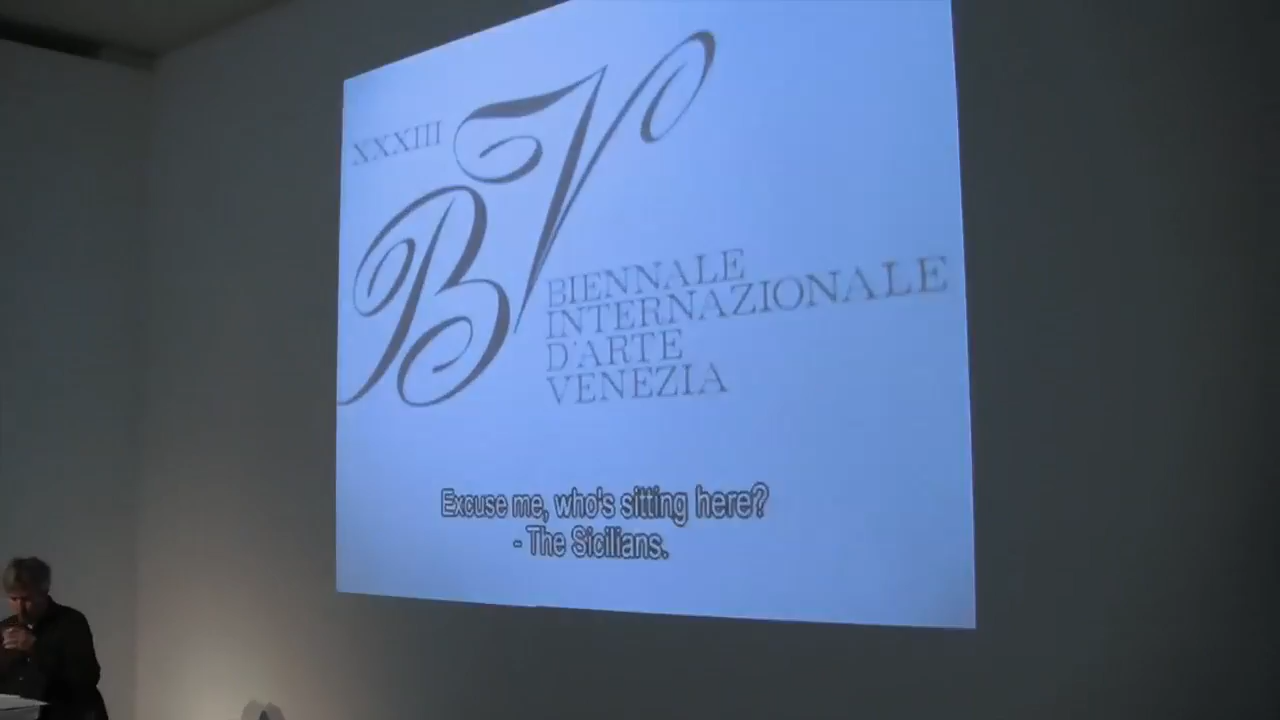 XXXIII
BV
BIENNALE
INTERNAZIONALE
D'ARTE
VENEZIA
Excuse me, who's sitting here?
- The Sicilians.